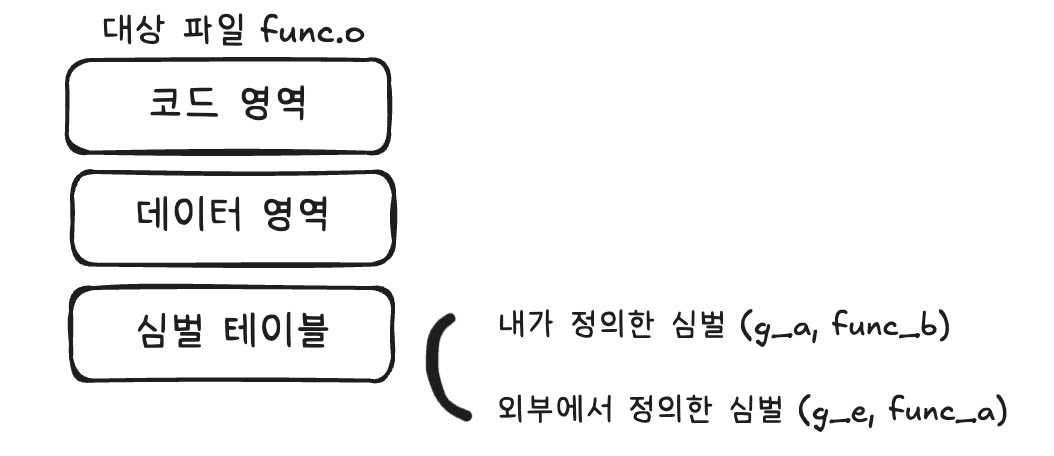 대상 파일 func.o
코드 영역
데이터 영역
심벌 테이블
내가 정의한 심벌 (g_a, func_b)
외부에서 정의한 심벌 (g_e, func_a)